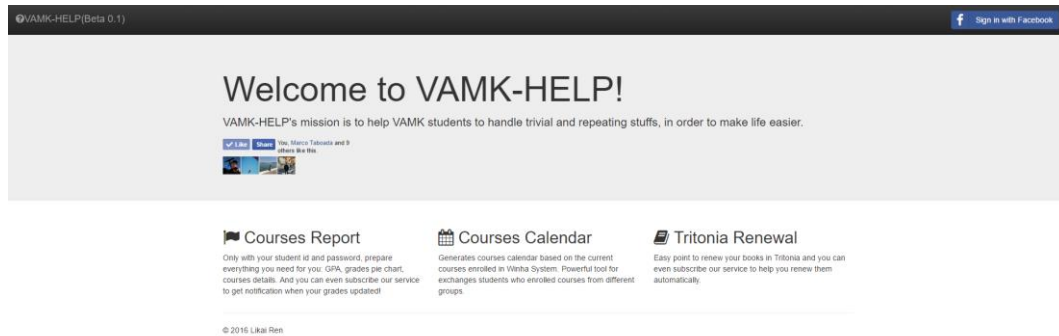 VAMK-HELP(Beta 0.1)
Sign in with Facebook
Welcome to VAMK-HELP!
VAMK-HELP's mission is to help VAMK students to handle trivial and repeating stuffs, in order to make life easier.
Like Share You, Marco Taboada and 9
others like this.
Courses Report
Only with your student id and password, prepare
everything you need for you: GPA, grades pie chart,
courses details. And you can even subscribe our service
to get notification when your grades updated!
Courses Calendar
Generates courses calendar based on the current
courses enrolled in Winha System. Powerful tool for
exchanges students who enrolled courses from different
groups.
Tritonia Renewal
Easy point to renew your books in Tritonia and you can
even subscribe our service to help you renew them
automatically.
© 2016 Likai Ren